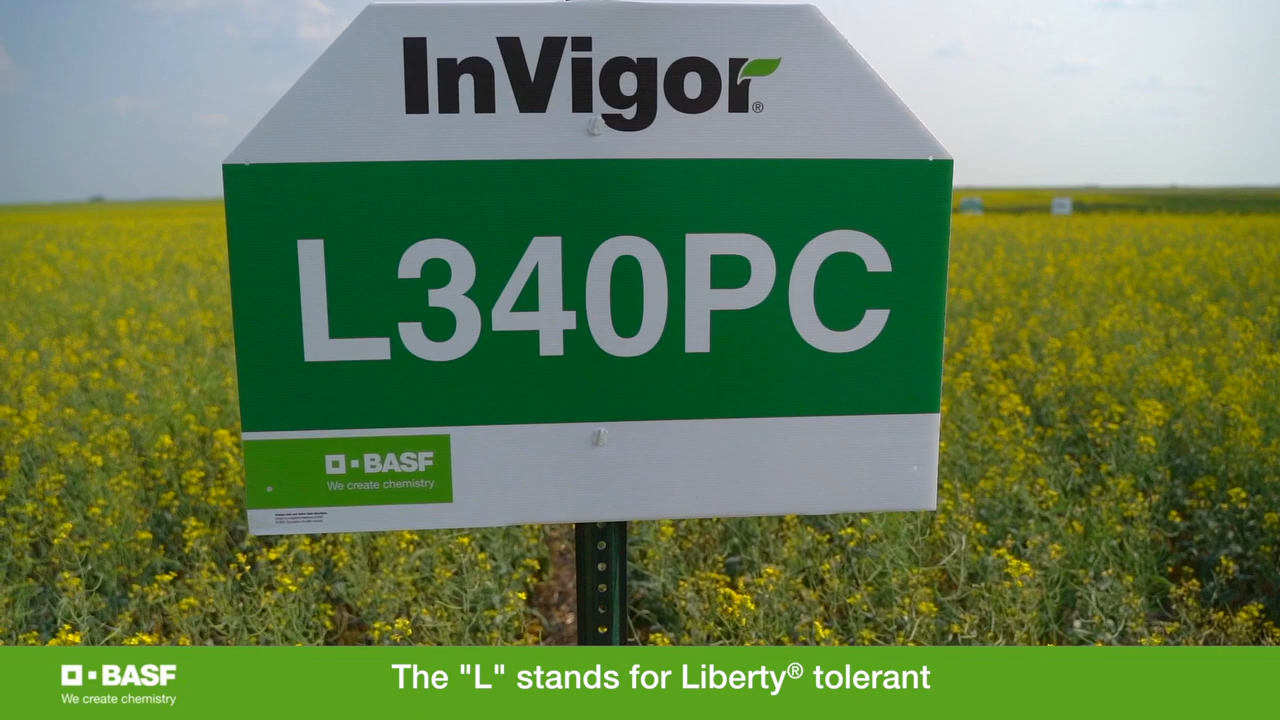 InVigor®
L340PC
BASF
We create chemistry
BASF
We create chemistry
The "L" stands for Liberty® tolerant